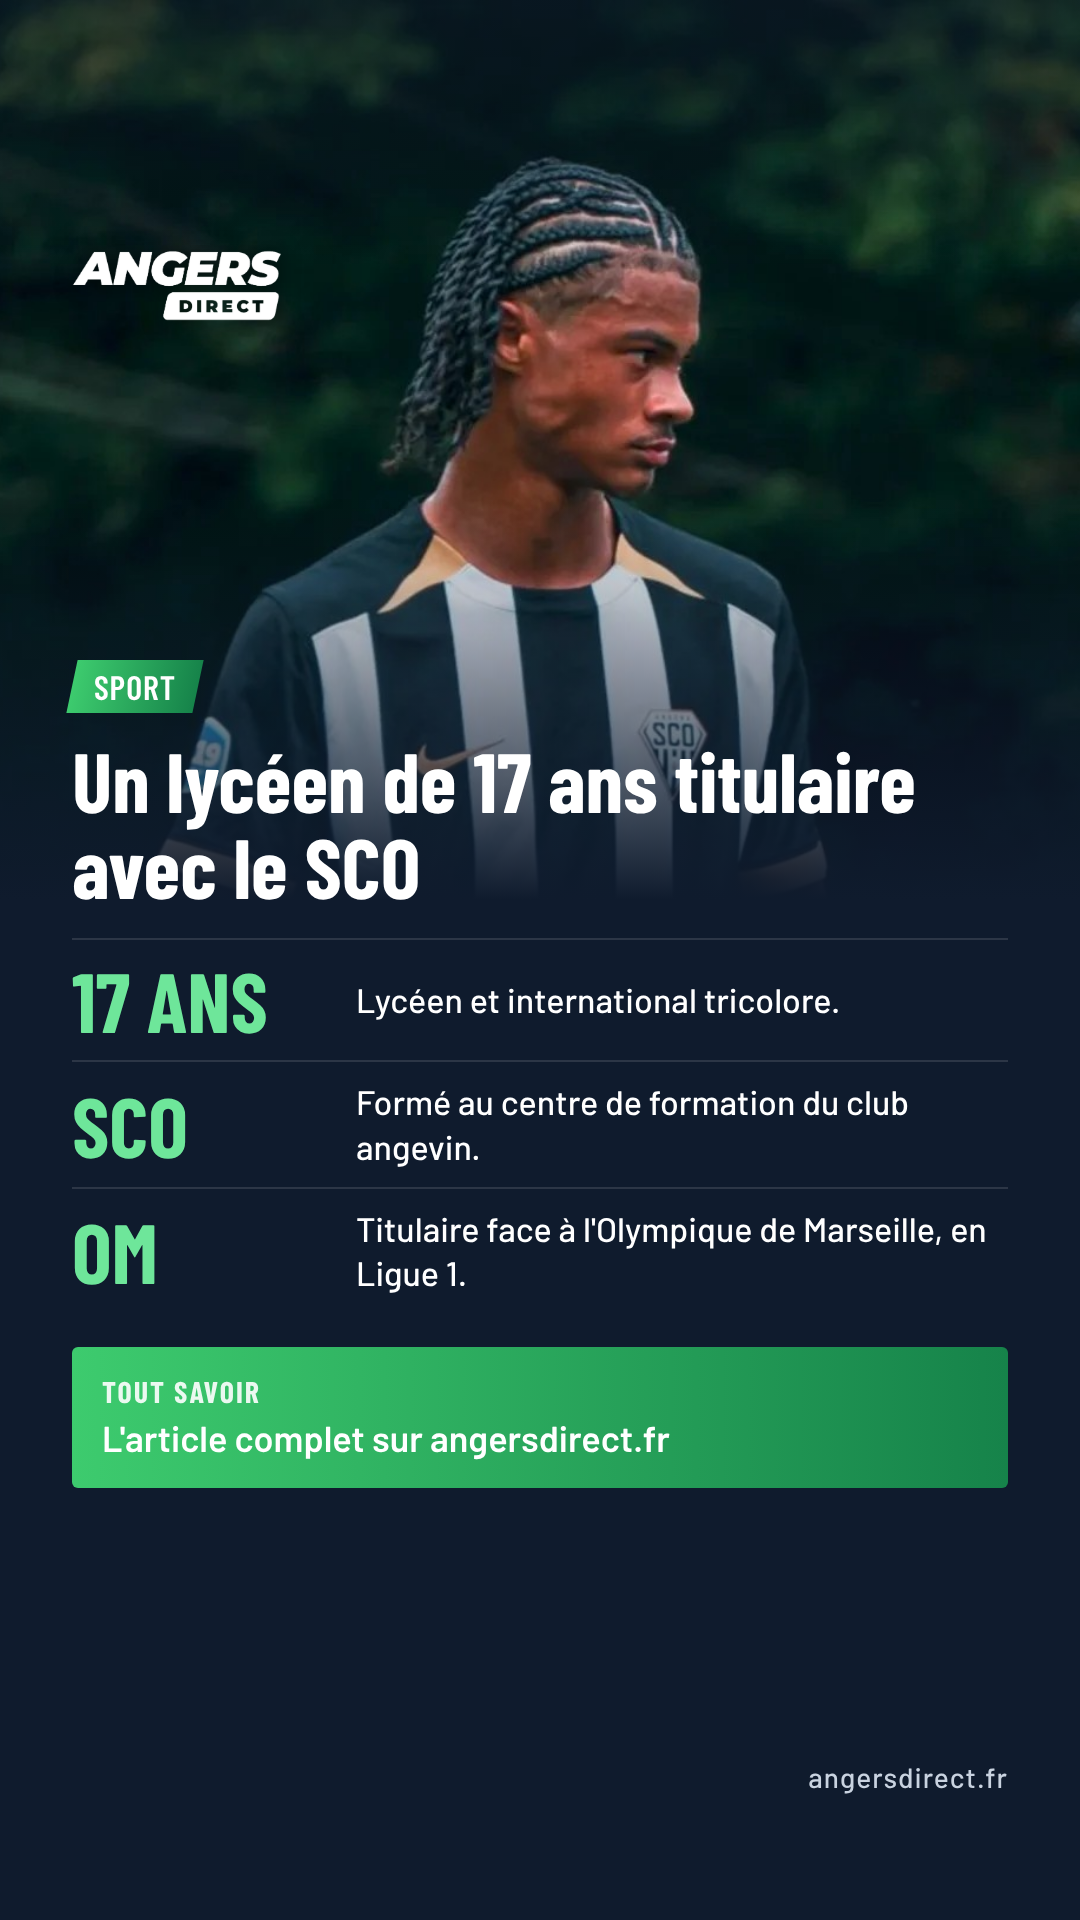 ANGERS
DIRECT
SPORT
19
SCO
Un lycéen de 17 ans titulaire
avec le SCO
17 ANS
Lycéen et international tricolore.
SCO
Formé au centre de formation du club
angevin.
OM
Titulaire face à l'Olympique de Marseille, en
Ligue 1.
TOUT SAVOIR
L'article complet sur angersdirect.fr
angersdirect.fr